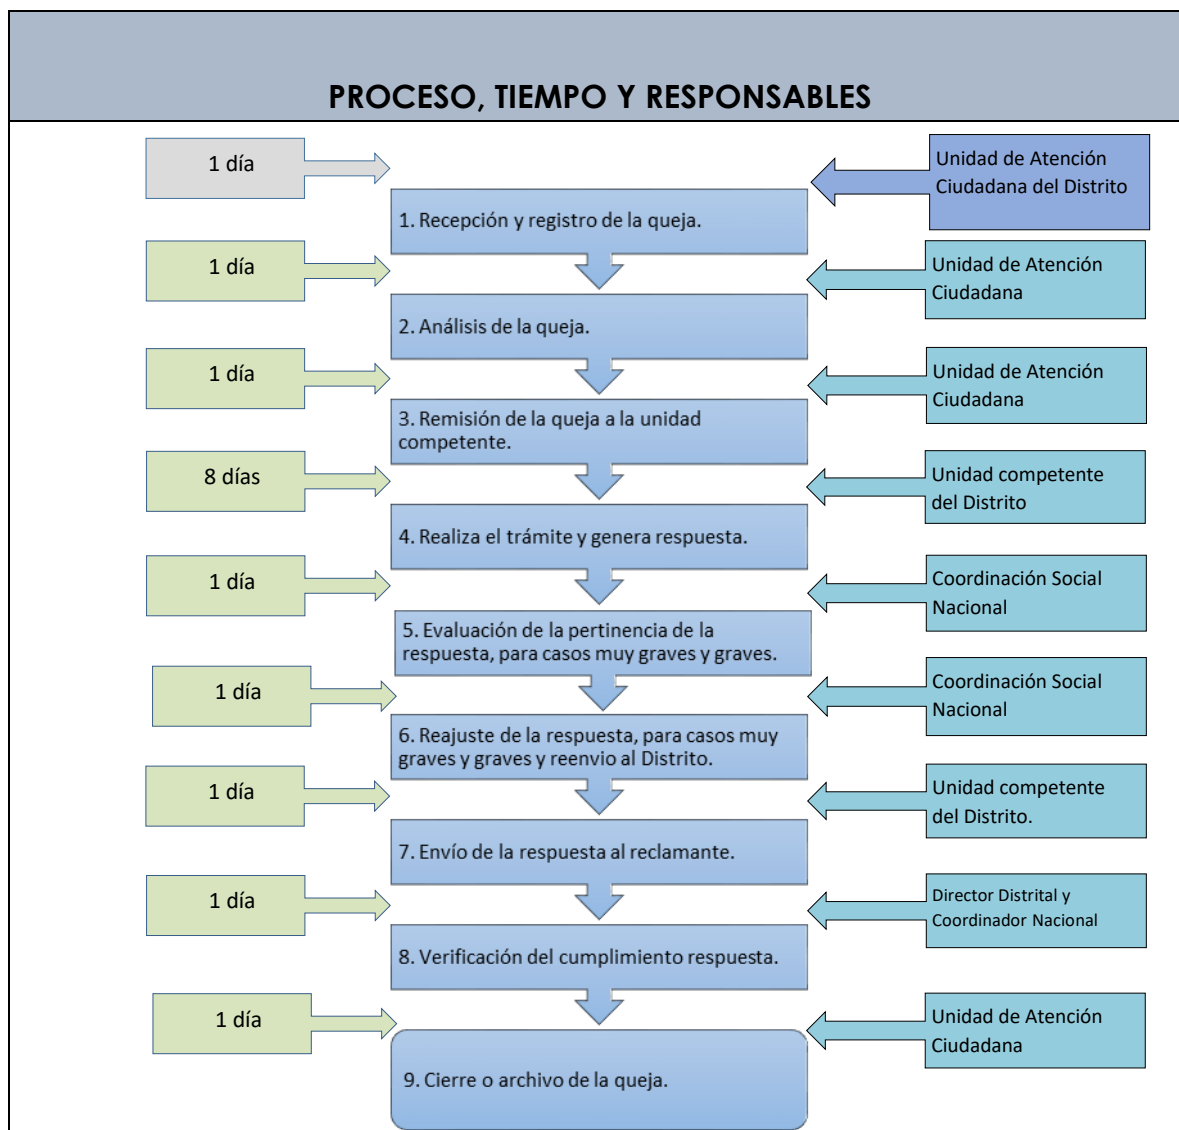 PROCESO, TIEMPO Y RESPONSABLES
1 día
Unidad de Atención
Ciudadana del Distrito
1. Recepción y registro de la queja.
1 día
Unidad de Atención
Ciudadana
2. Análisis de la queja.
1 día
Unidad de Atención
Ciudadana
3. Remisión de la queja a la unidad
competente.
8 días
Unidad competente
del Distrito
4. Realiza el trámite y genera respuesta.
1 día
Coordinación Social
Nacional
5. Evaluación de la pertinencia de la
respuesta, para casos muy graves y graves.
1 día
Coordinación Social
Nacional
6. Reajuste de la respuesta, para casos muy
graves y graves y reenvio al Distrito.
1 día
Unidad competente
del Distrito.
7. Envío de la respuesta al reclamante.
1 día
Director Distrital y
Coordinador Nacional
8. Verificación del cumplimiento respuesta.
1 día
Unidad de Atención
Ciudadana
9. Cierre o archivo de la queja.